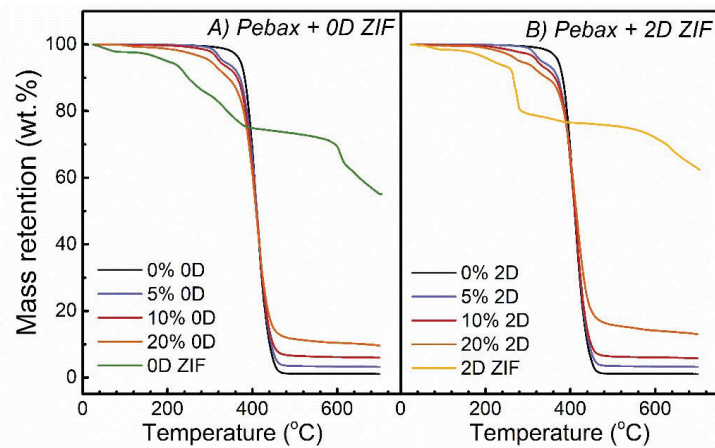 A) Pebax + 0D ZIF
B) Pebax + 2D ZIF
Mass retention (wt.%)
100
80
60
40
20
0
0% 0D
5% 0D
10% 0D
20% 0D
0D ZIF
0% 2D
5% 2D
10% 2D
20% 2D
2D ZIF
0 200 400 600 0 200 400 600
Temperature (°C) Temperature (°C)